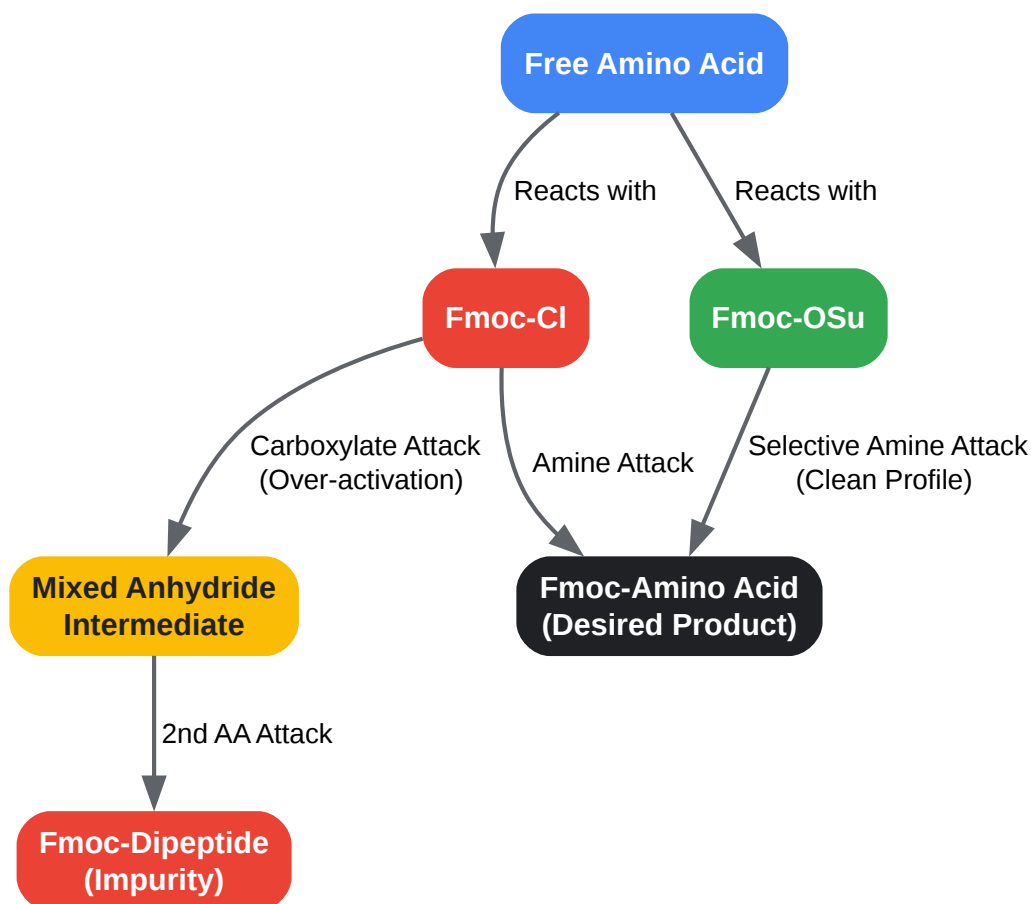 Free Amino Acid
Reacts with
Reacts with
Fmoc-Cl
Fmoc-OSu
Carboxylate Attack
(Over-activation)
Amine Attack
Selective Amine Attack
(Clean Profile)
Mixed Anhydride
Intermediate
Fmoc-Amino Acid
(Desired Product)
2nd AA Attack
Fmoc-Dipeptide
(Impurity)